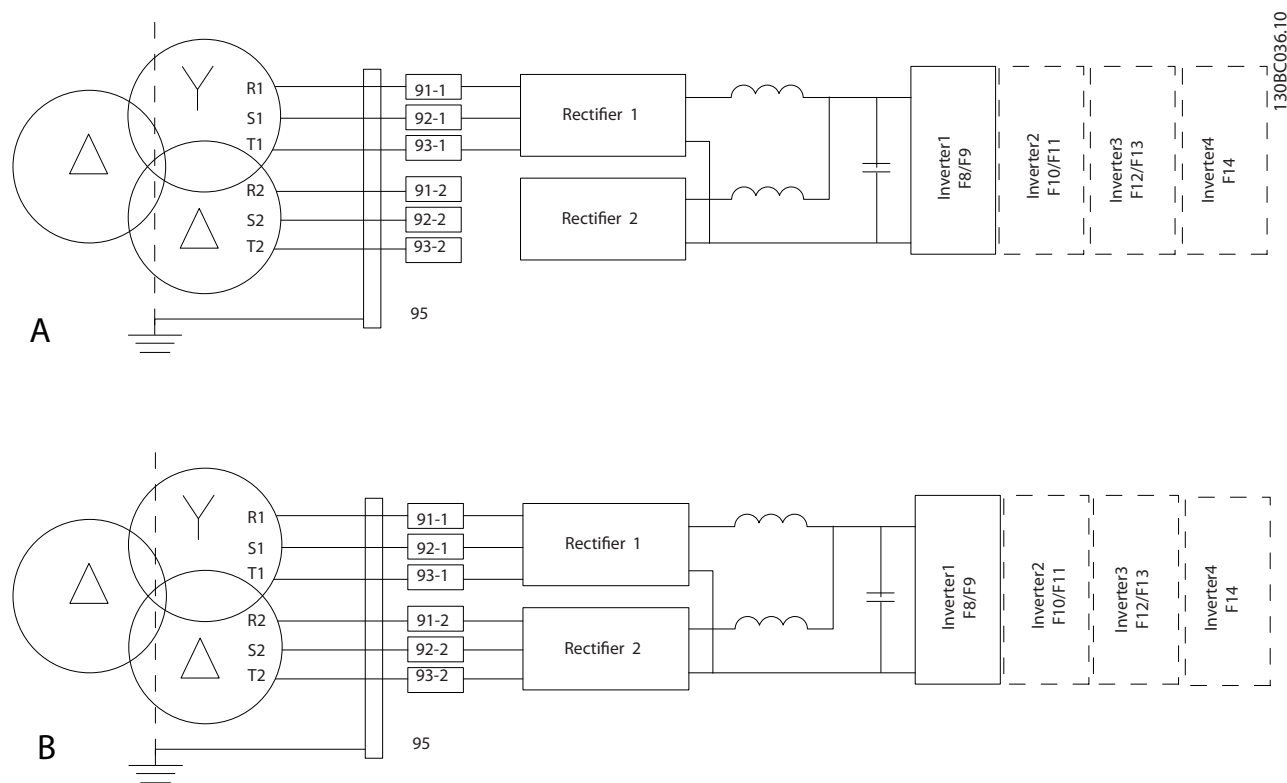 130BC036.10
R1
91-1
S1
92-1
Rectifier 1
T1
93-1
R2
91-2
S2
92-2
Rectifier 2
T2
93-2
Inverter1
F8/F9
Inverter2
F10/F11
Inverter3
F12/F13
Inverter4
F14
95
A
R1
91-1
S1
92-1
Rectifier 1
T1
93-1
R2
91-2
S2
92-2
Rectifier 2
T2
93-2
Inverter1
F8/F9
Inverter2
F10/F11
Inverter3
F12/F13
Inverter4
F14
95
B